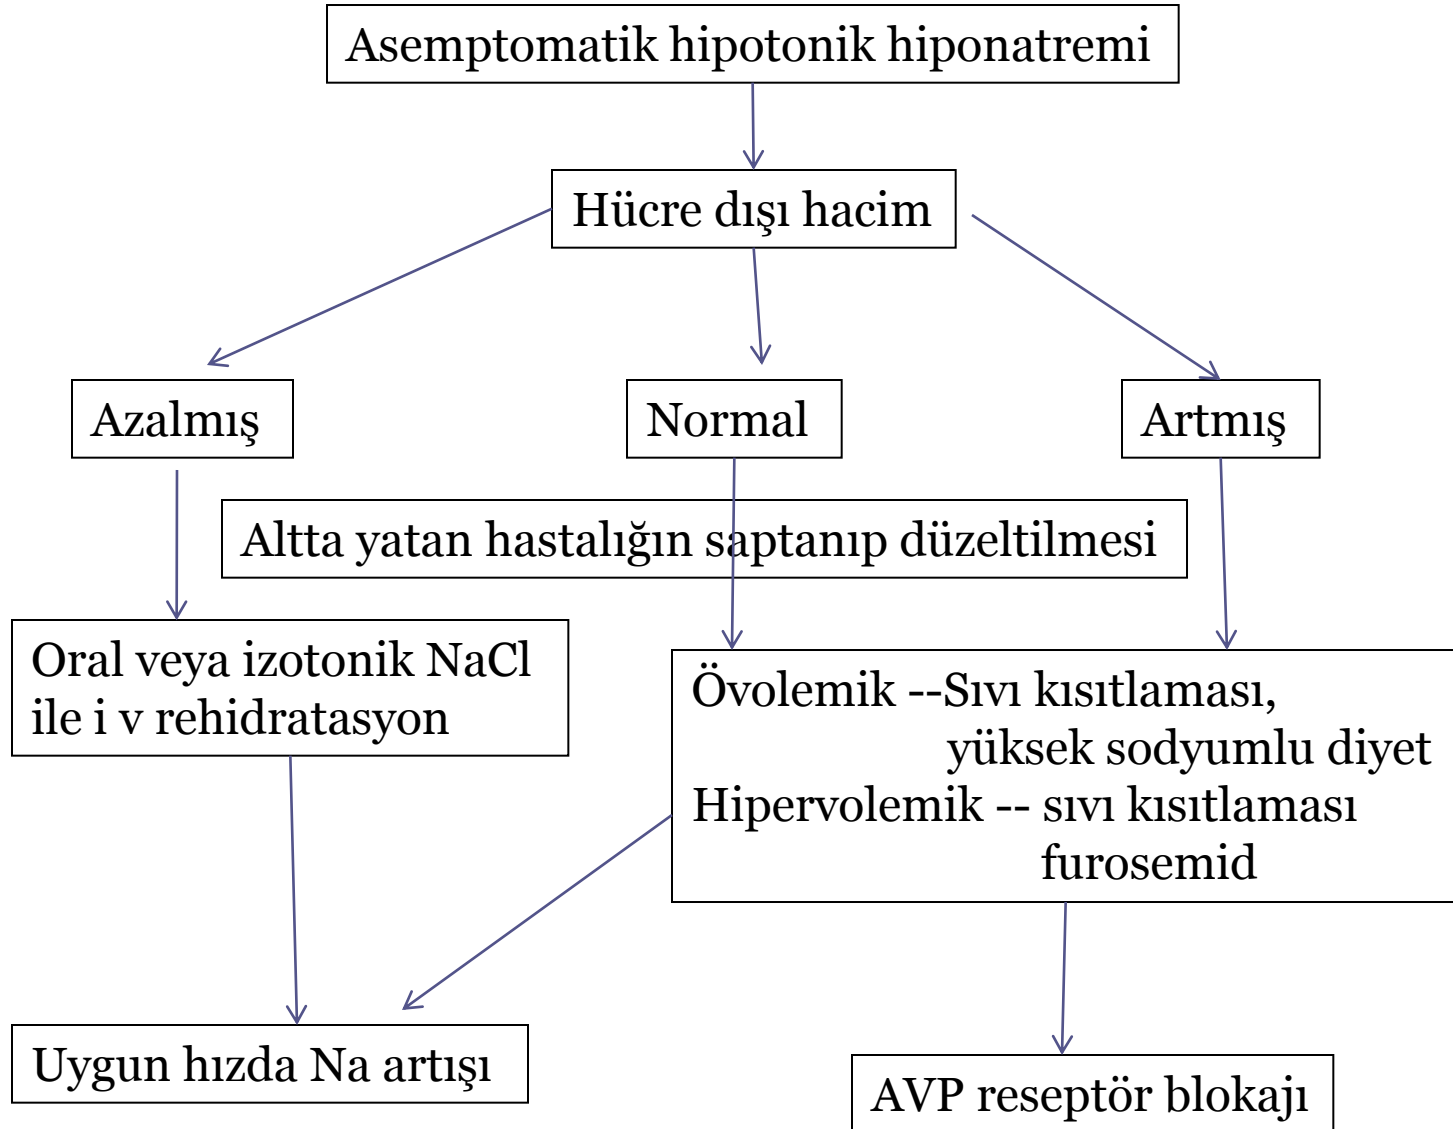 Asemptomatik hipotonik hiponatremi
Hücre dışı hacim
Azalmış
Normal
Artmış
Altta yatan hastalığın saptanıp düzeltilmesi
Oral veya izotonik NaCl
ile i v rehidratasyon
Övolemik --Sıvı kısıtlaması,
yüksek sodyumlu diyet
Hipervolemik -- sıvı kısıtlaması
furosemid
Uygun hızda Na artışı
AVP reseptör blokajı